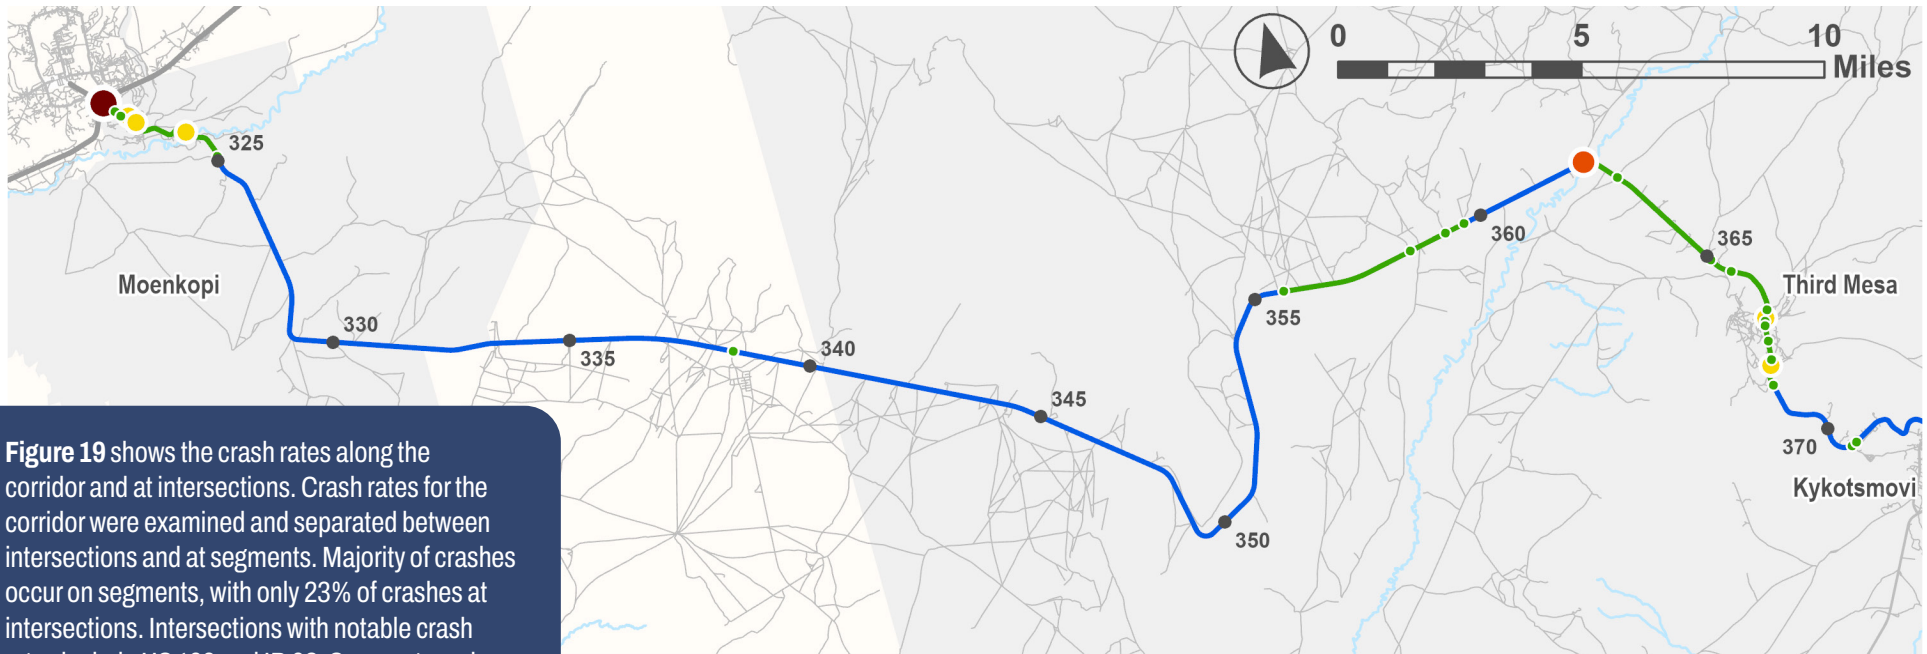 0 5 10
Miles
325
Moenkopi
330
335
340
345
350
355
360
365
Third Mesa
370
Kykotsmovi
Figure 19 shows the crash rates along the
corridor and at intersections. Crash rates for the
corridor were examined and separated between
intersections and at segments. Majority of crashes
occur on segments, with only 23% of crashes at
intersections. Intersections with notable crash